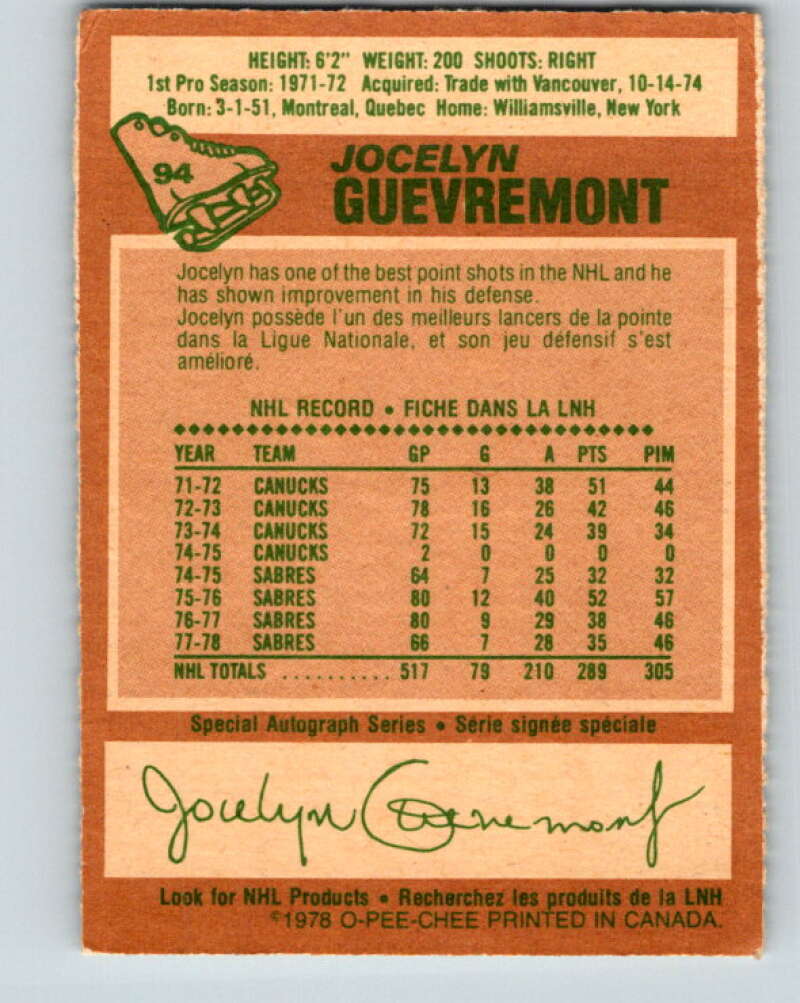 HEIGHT: 6'2" WEIGHT: 200 SHOOTS: RIGHT
1st Pro Season: 1971-72 Acquired: Trade with Vancouver, 10-14-74
Born: 3-1-51, Montreal, Quebec Home: Williamsville, New York
94
JOCELYN
GUEVREMONT
Jocelyn has one of the best point shots in the NHL and he
has shown improvement in his defense.
Jocelyn possède l'un des meilleurs lancers de la pointe
dans la Ligue Nationale, et son jeu défensif s'est
amélioré.
NHL RECORD • FICHE DANS LA LNH
YEAR TEAM GP G A PTS PIM
71-72 CANUCKS 75 13 38 51 44
72-73 CANUCKS 78 16 26 42 46
73-74 CANUCKS 72 15 24 39 34
74-75 CANUCKS 2 0 0 0 0
74-75 SABRES 64 7 25 32 32
75-76 SABRES 80 12 40 52 57
76-77 SABRES 80 9 29 38 46
77-78 SABRES 66 7 28 35 46
NHL TOTALS .......... 517 79 210 289 305
Special Autograph Series • Série signée spéciale
Jocelyn Guevremont
Look for NHL Products • Recherchez les produits de la LNH
©1978 O-PEE-CHEE PRINTED IN CANADA.